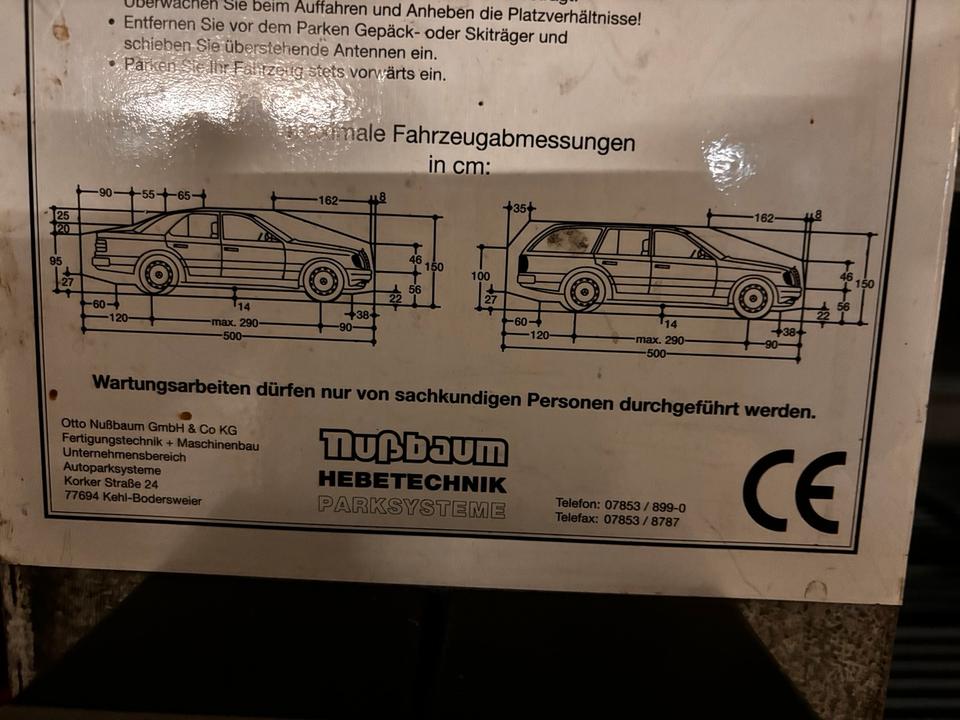 Überwachen Sie beim Auffahren und Anheben die Platzverhältnisse!
• Entfernen Sie vor dem Parken Gepäck- oder Skiträger und
schieben Sie überstehende Antennen ein.
• Parken Sie Ihr Fahrzeug stets vorwärts ein.
maximale Fahrzeugabmessungen
in cm:
90 55 65 162 8
25
20
95
27
46
150
56
22
14
60 38
120 max. 290 90
500
35 162 8
100
27
46
150
56
22
14
60 38
120 max. 290 90
500
Wartungsarbeiten dürfen nur von sachkundigen Personen durchgeführt werden.
Otto Nußbaum GmbH & Co KG
Fertigungstechnik + Maschinenbau
Unternehmensbereich
Autoparksysteme
Korker Straße 24
77694 Kehl-Bodersweier
Nußbaum
HEBETECHNIK
PARKSYSTEME
Telefon: 07853 / 899-0
Telefax: 07853 / 8787
CE